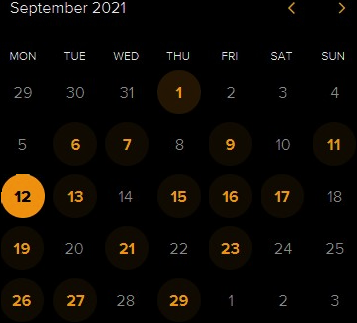 September 2021
MON TUE WED THU FRI SAT SUN
29 30 31 1 2 3 4
5 6 7 8 9 10 11
12 13 14 15 16 17 18
19 20 21 22 23 24 25
26 27 28 29 1 2 3